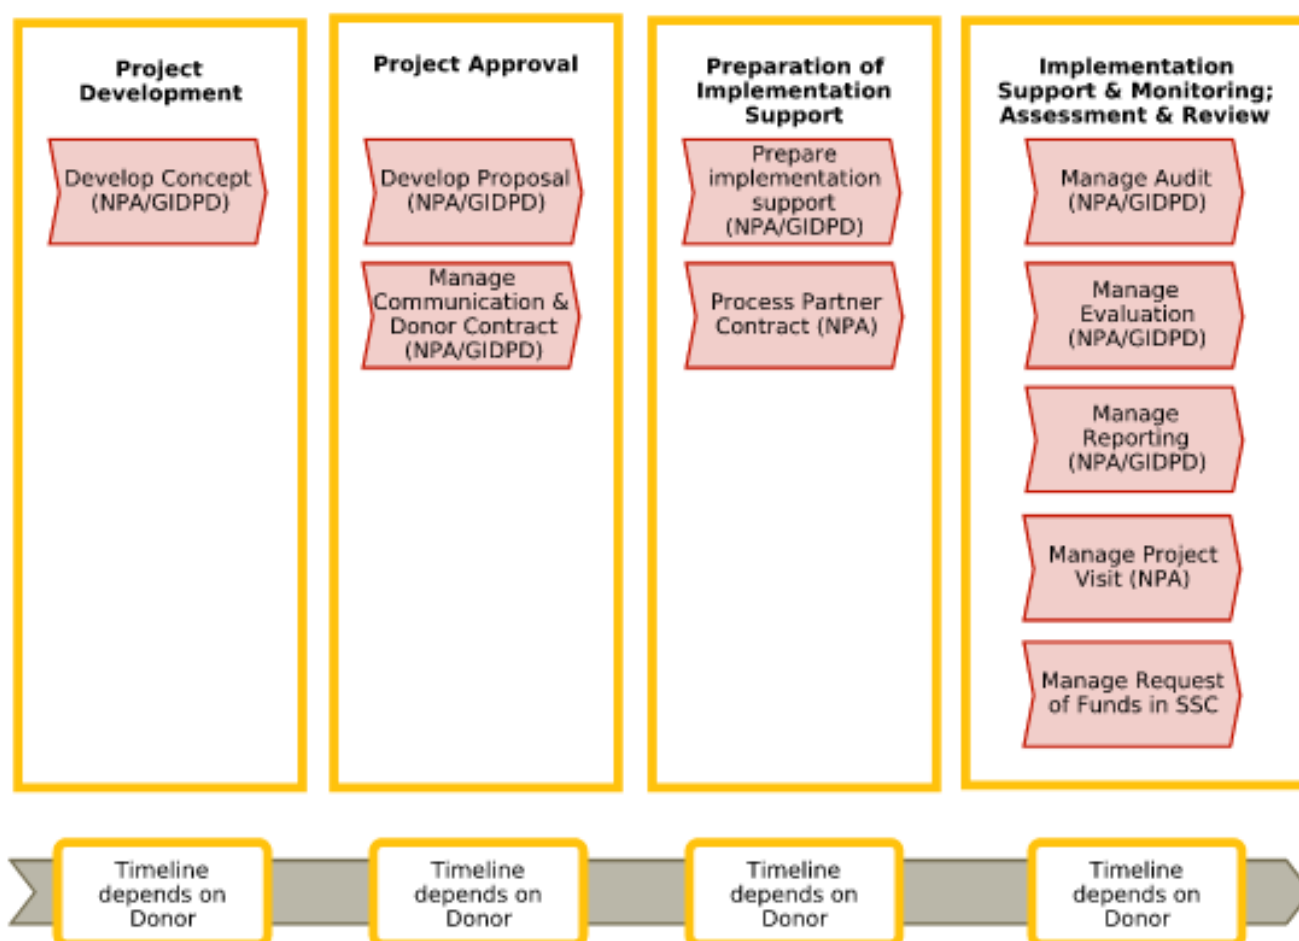 Project
Development
Develop Concept
(NPA/GIDPD)
Project Approval
Develop Proposal
(NPA/GIDPD)
Manage
Communication &
Donor Contract
(NPA/GIDPD)
Preparation of
Implementation
Support
Prepare
implementation
support
(NPA/GIDPD)
Process Partner
Contract (NPA)
Implementation
Support & Monitoring;
Assessment & Review
Manage Audit
(NPA/GIDPD)
Manage
Evaluation
(NPA/GIDPD)
Manage
Reporting
(NPA/GIDPD)
Manage Project
Visit (NPA)
Manage Request
of Funds in SSC
Timeline
depends on
Donor
Timeline
depends on
Donor
Timeline
depends on
Donor
Timeline
depends on
Donor